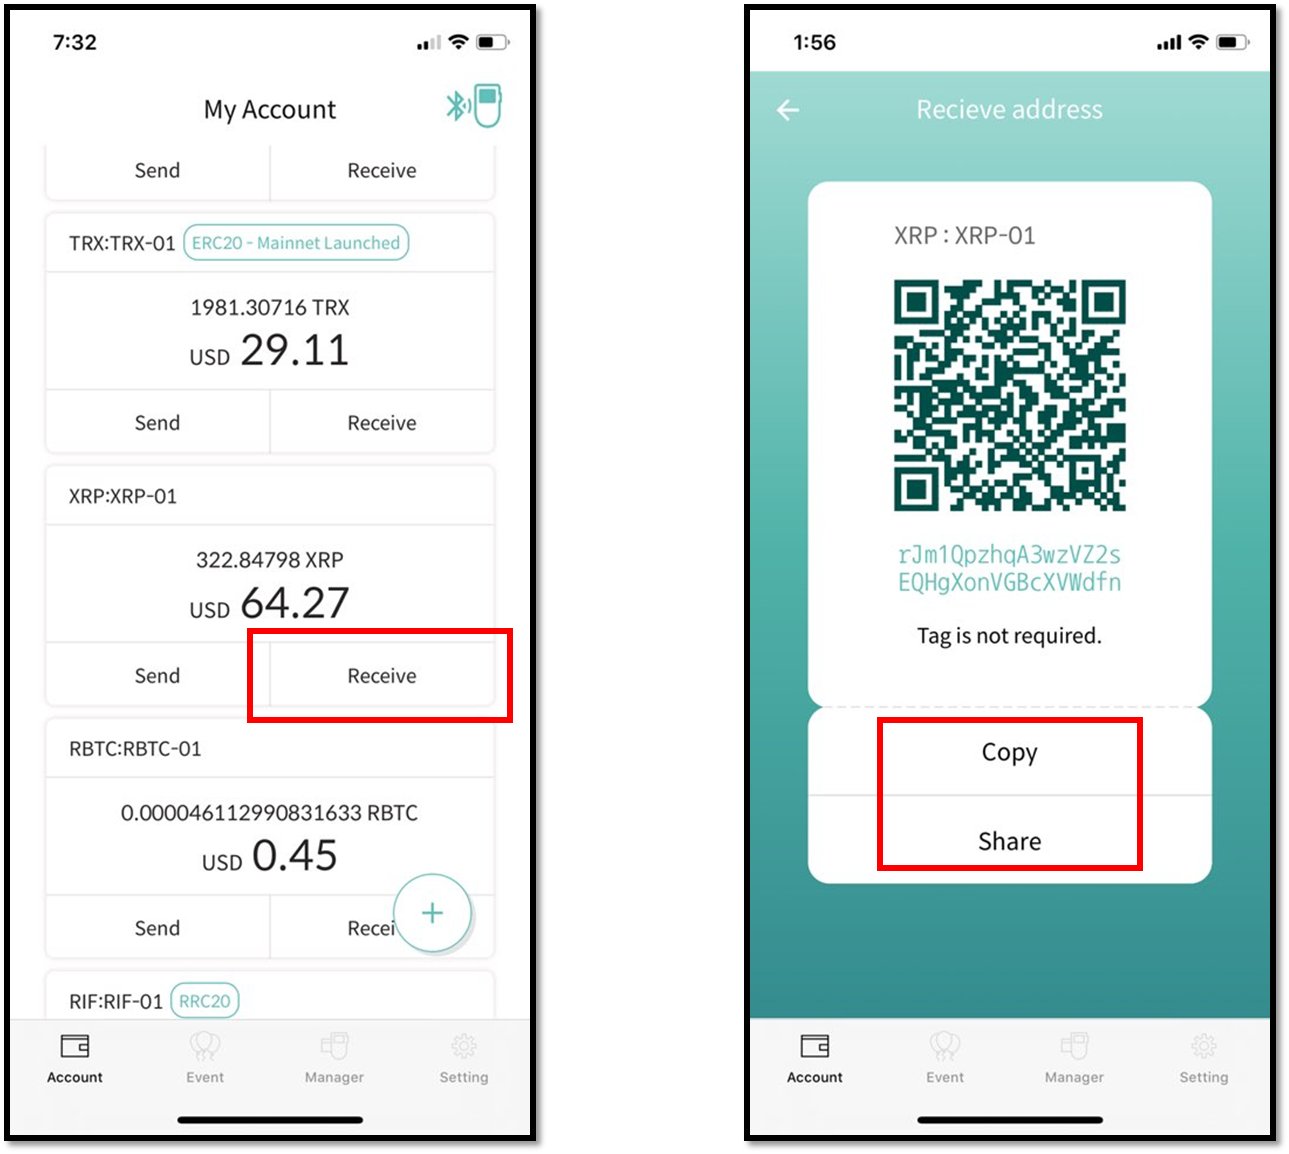 7:32
My Account
Send Receive
TRX:TRX-01 ERC20 - Mainnet Launched
1981.30716 TRX
USD 29.11
Send Receive
XRP:XRP-01
322.84798 XRP
USD 64.27
Send Receive
RBTC:RBTC-01
0.000046112990831633 RBTC
USD 0.45
Send Recei
RIF:RIF-01 RRC20
Account Event Manager Setting
1:56
Recieve address
XRP : XRP-01
rJm1QpzhqA3wzVZ2s
EQHgXonVGBcXVWdfn
Tag is not required.
Copy
Share
Account Event Manager Setting